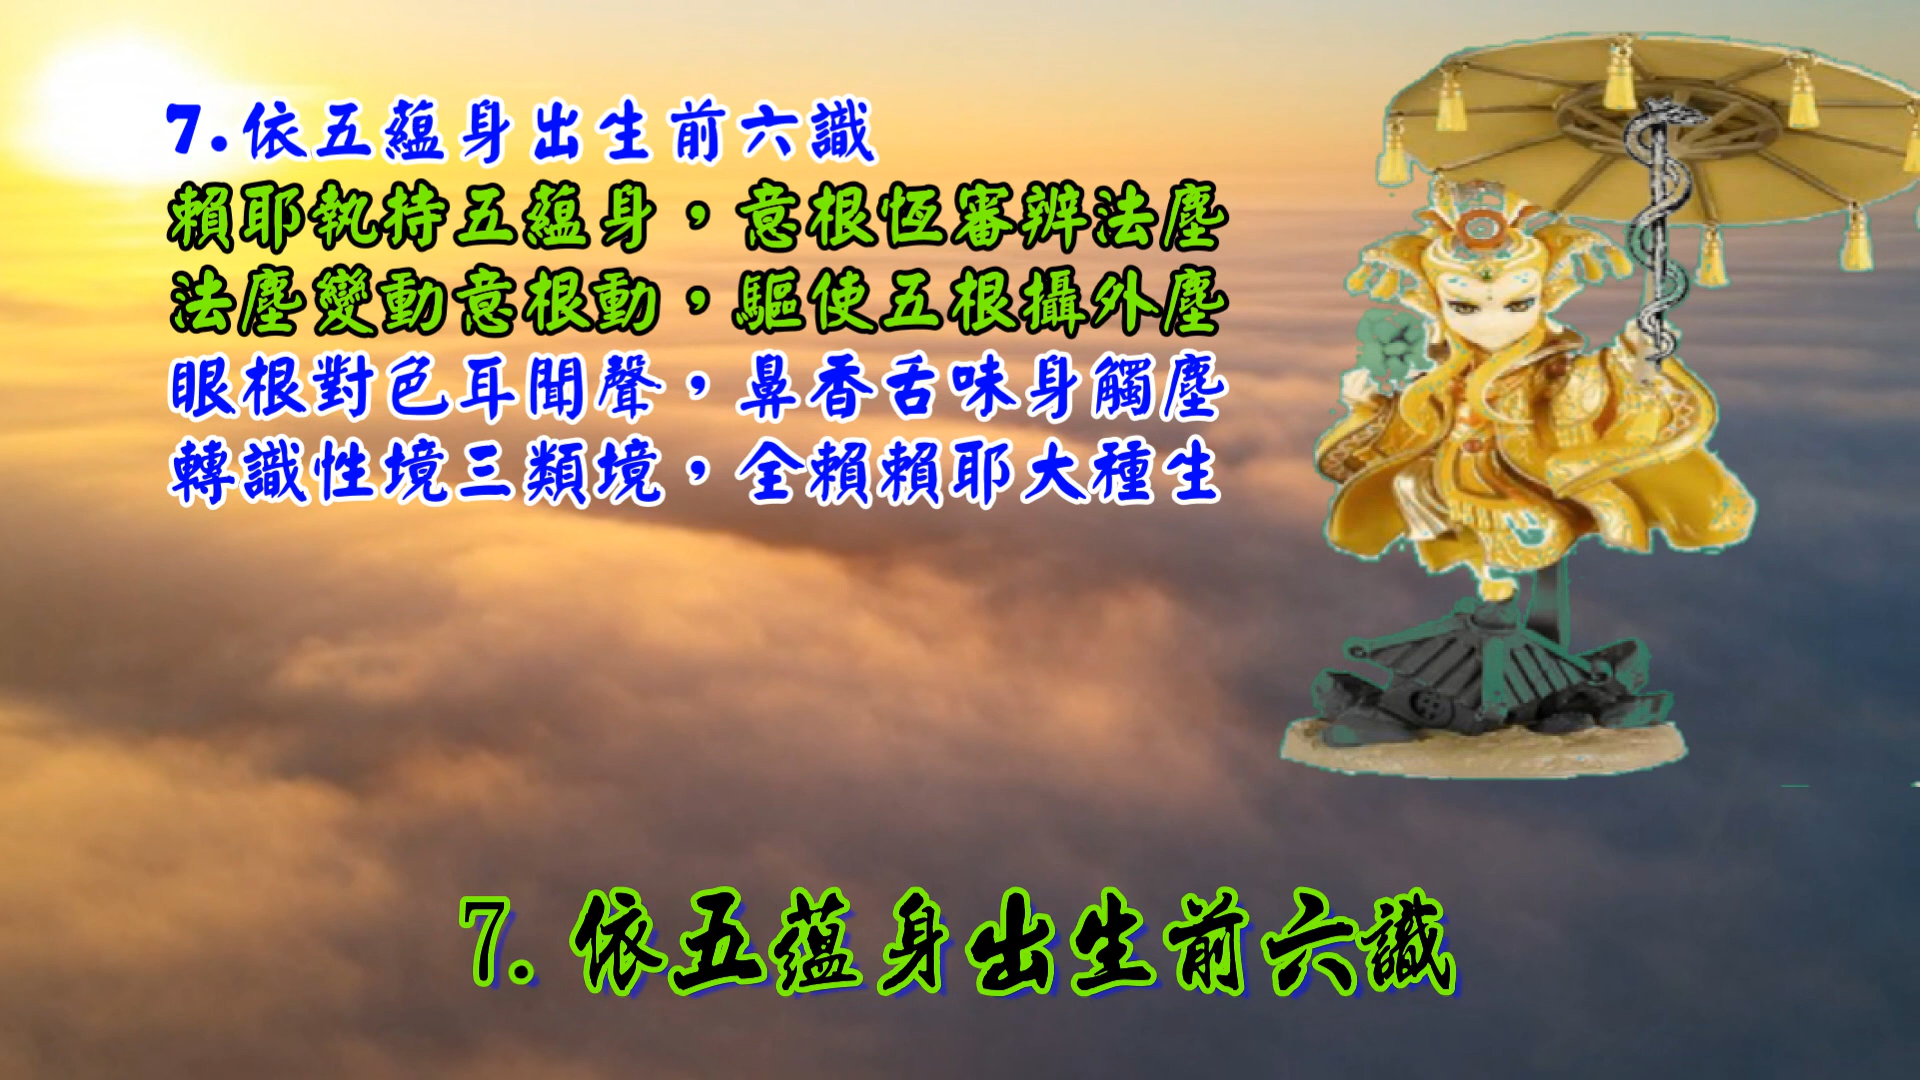 7.依五蘊身出生前六識
賴耶執持五蘊身，意根恆審辨法塵
法塵變動意根動，驅使五根攝外塵
眼根對色耳聞聲，鼻香舌味身觸塵
轉識性境三類境，全賴賴耶大種生
7.依五蘊身出生前六識